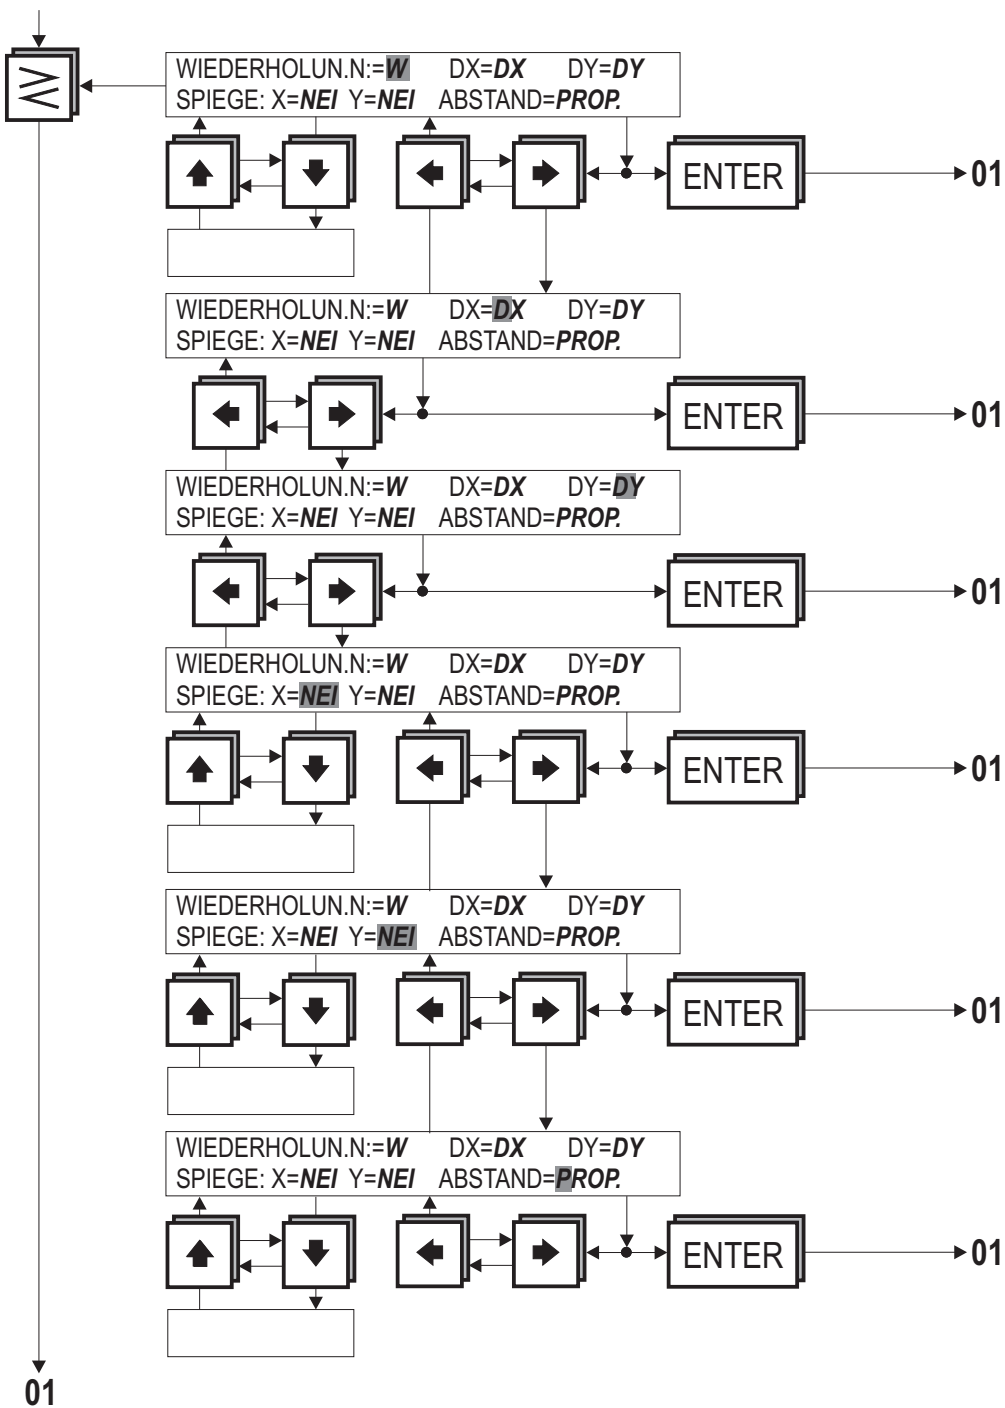 WIEDERHOLUN.N:=W DX=DX DY=DY
SPIEGE: X=NEI Y=NEI ABSTAND=PROP.
ENTER 01
WIEDERHOLUN.N:=W DX=DX DY=DY
SPIEGE: X=NEI Y=NEI ABSTAND=PROP.
ENTER 01
WIEDERHOLUN.N:=W DX=DX DY=DY
SPIEGE: X=NEI Y=NEI ABSTAND=PROP.
ENTER 01
WIEDERHOLUN.N:=W DX=DX DY=DY
SPIEGE: X=NEI Y=NEI ABSTAND=PROP.
ENTER 01
WIEDERHOLUN.N:=W DX=DX DY=DY
SPIEGE: X=NEI Y=NEI ABSTAND=PROP.
ENTER 01
WIEDERHOLUN.N:=W DX=DX DY=DY
SPIEGE: X=NEI Y=NEI ABSTAND=PROP.
ENTER 01
01